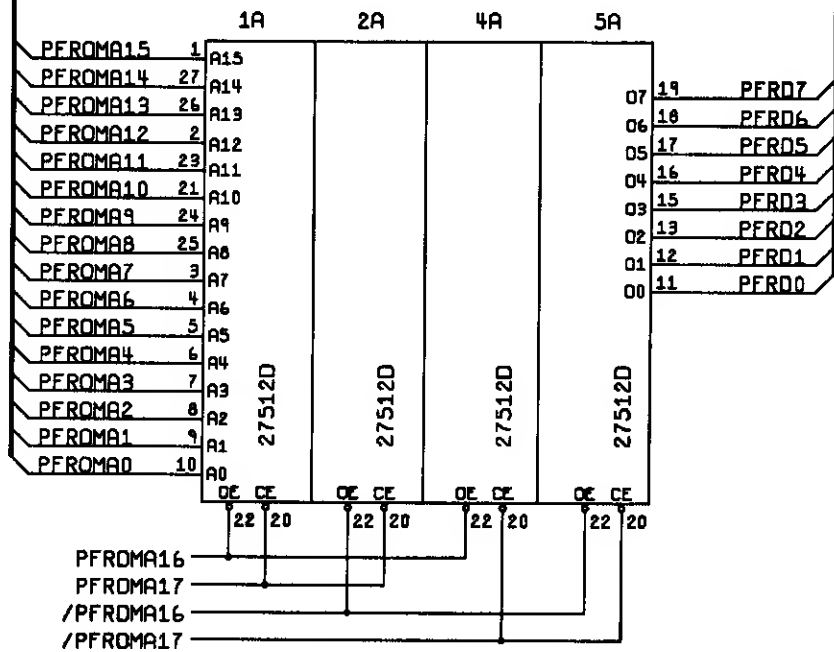 1A 2A 4A 5A
PFROMA15 1 A15
PFROMA14 27 A14
PFROMA13 26 A13
PFROMA12 2 A12
PFROMA11 23 A11
PFROMA10 21 A10
PFROMA9 24 A9
PFROMA8 25 A8
PFROMA7 3 A7
PFROMA6 4 A6
PFROMA5 5 A5
PFROMA4 6 A4
PFROMA3 7 A3
PFROMA2 8 A2
PFROMA1 9 A1
PFROMA0 10 A0
O7 19 PFRD7
O6 18 PFRD6
O5 17 PFRD5
O4 16 PFRD4
O3 15 PFRD3
O2 13 PFRD2
O1 12 PFRD1
O0 11 PFRD0
27512D 27512D 27512D 27512D
OE CE OE CE OE CE OE CE
22 20 22 20 22 20 22 20
PFROMA16
PFROMA17
/PFROMA16
/PFROMA17